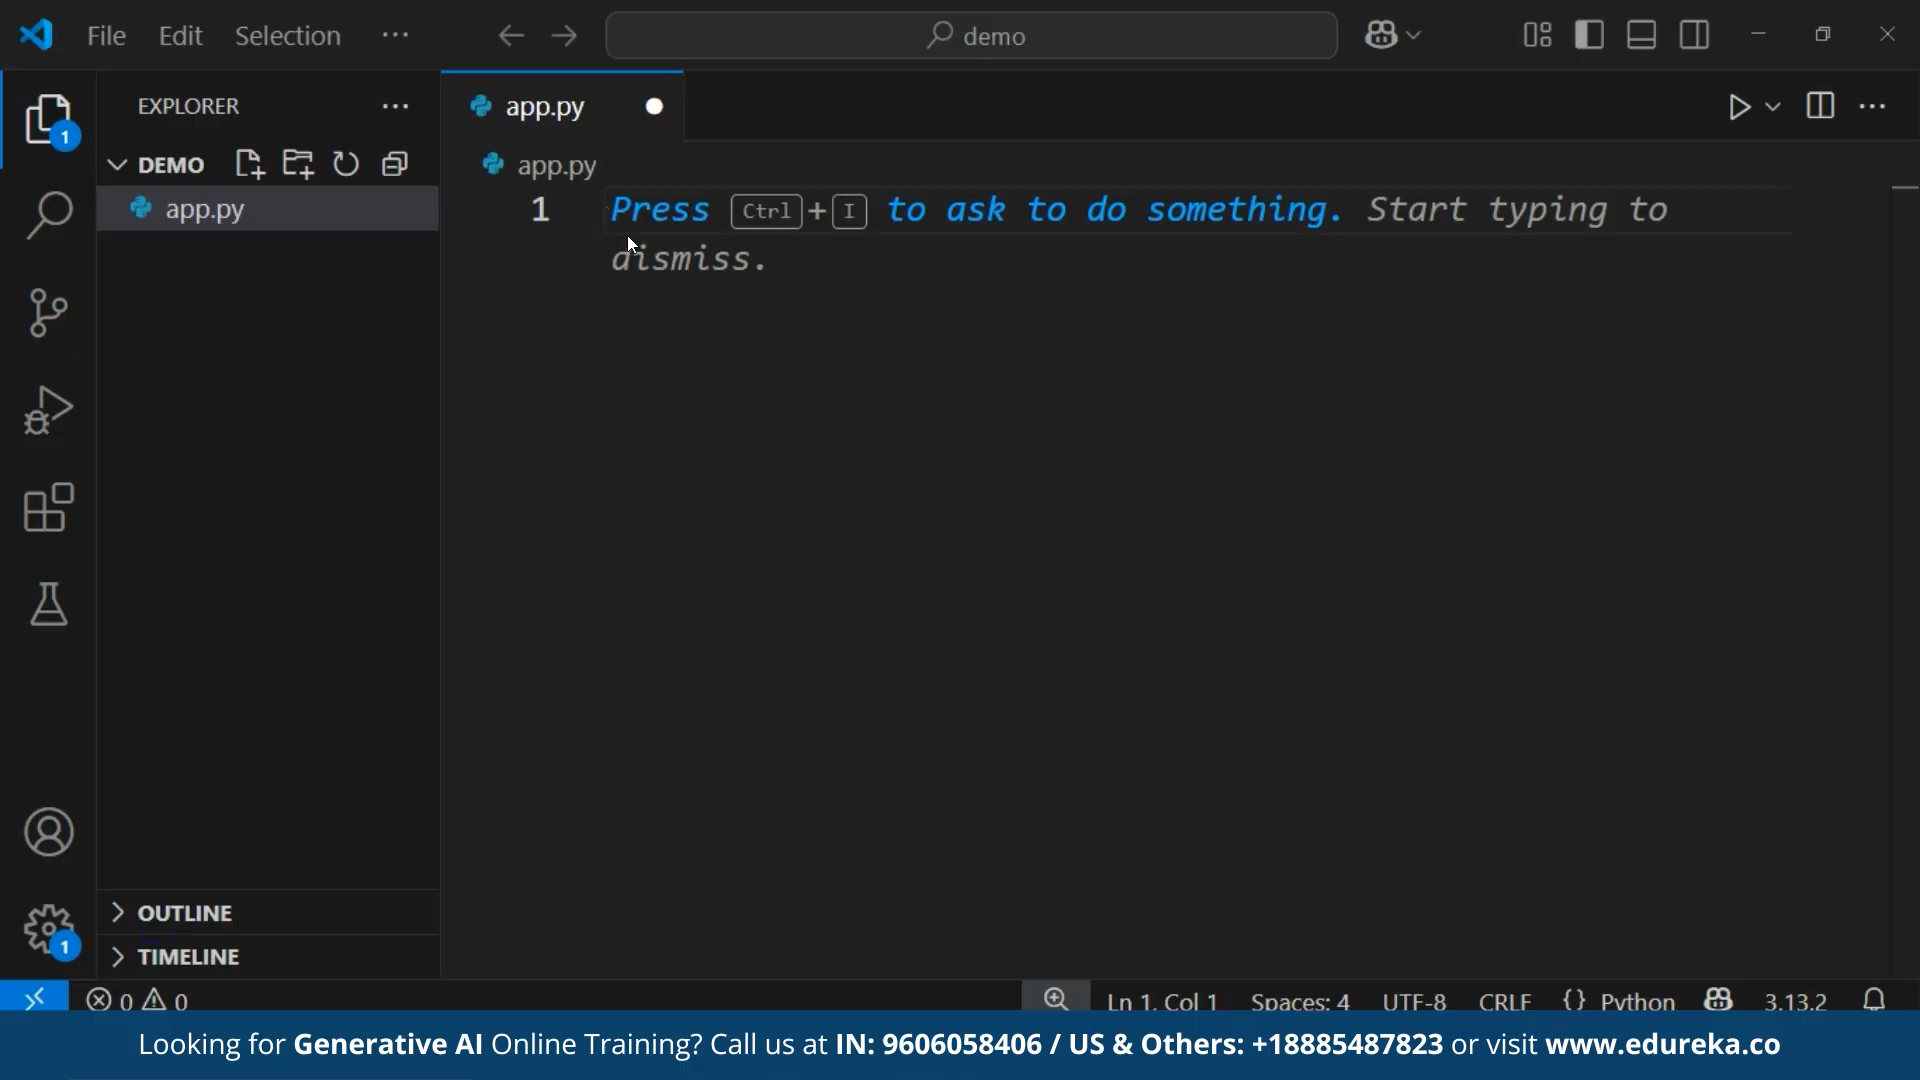 File Edit Selection ···
demo
EXPLORER ···
app.py
DEMO
app.py
app.py
1
1 Press Ctrl+I to ask to do something. Start typing to
dismiss.
OUTLINE
1
TIMELINE
0 0 Ln 1, Col 1 Spaces: 4 UTF-8 CRLF {} Python 3.13.2
Looking for Generative AI Online Training? Call us at IN: 9606058406 / US & Others: +18885487823 or visit www.edureka.co